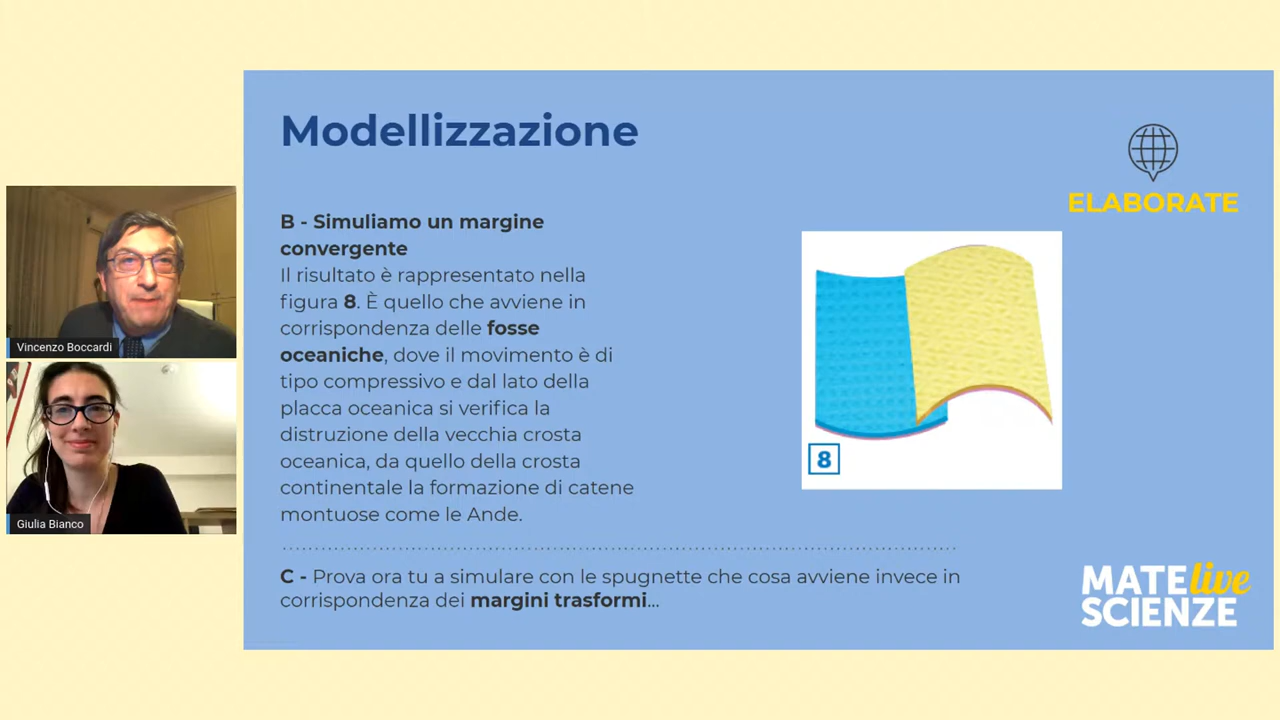 Modellizzazione
ELABORATE
B - Simuliamo un margine
convergente
Il risultato è rappresentato nella
figura 8. È quello che avviene in
corrispondenza delle fosse
oceaniche, dove il movimento è di
tipo compressivo e dal lato della
placca oceanica si verifica la
distruzione della vecchia crosta
oceanica, da quello della crosta
continentale la formazione di catene
montuose come le Ande.
8
C - Prova ora tu a simulare con le spugnette che cosa avviene invece in
corrispondenza dei margini trasformi...
MATE live
SCIENZE
Vincenzo Boccardi
Giulia Bianco